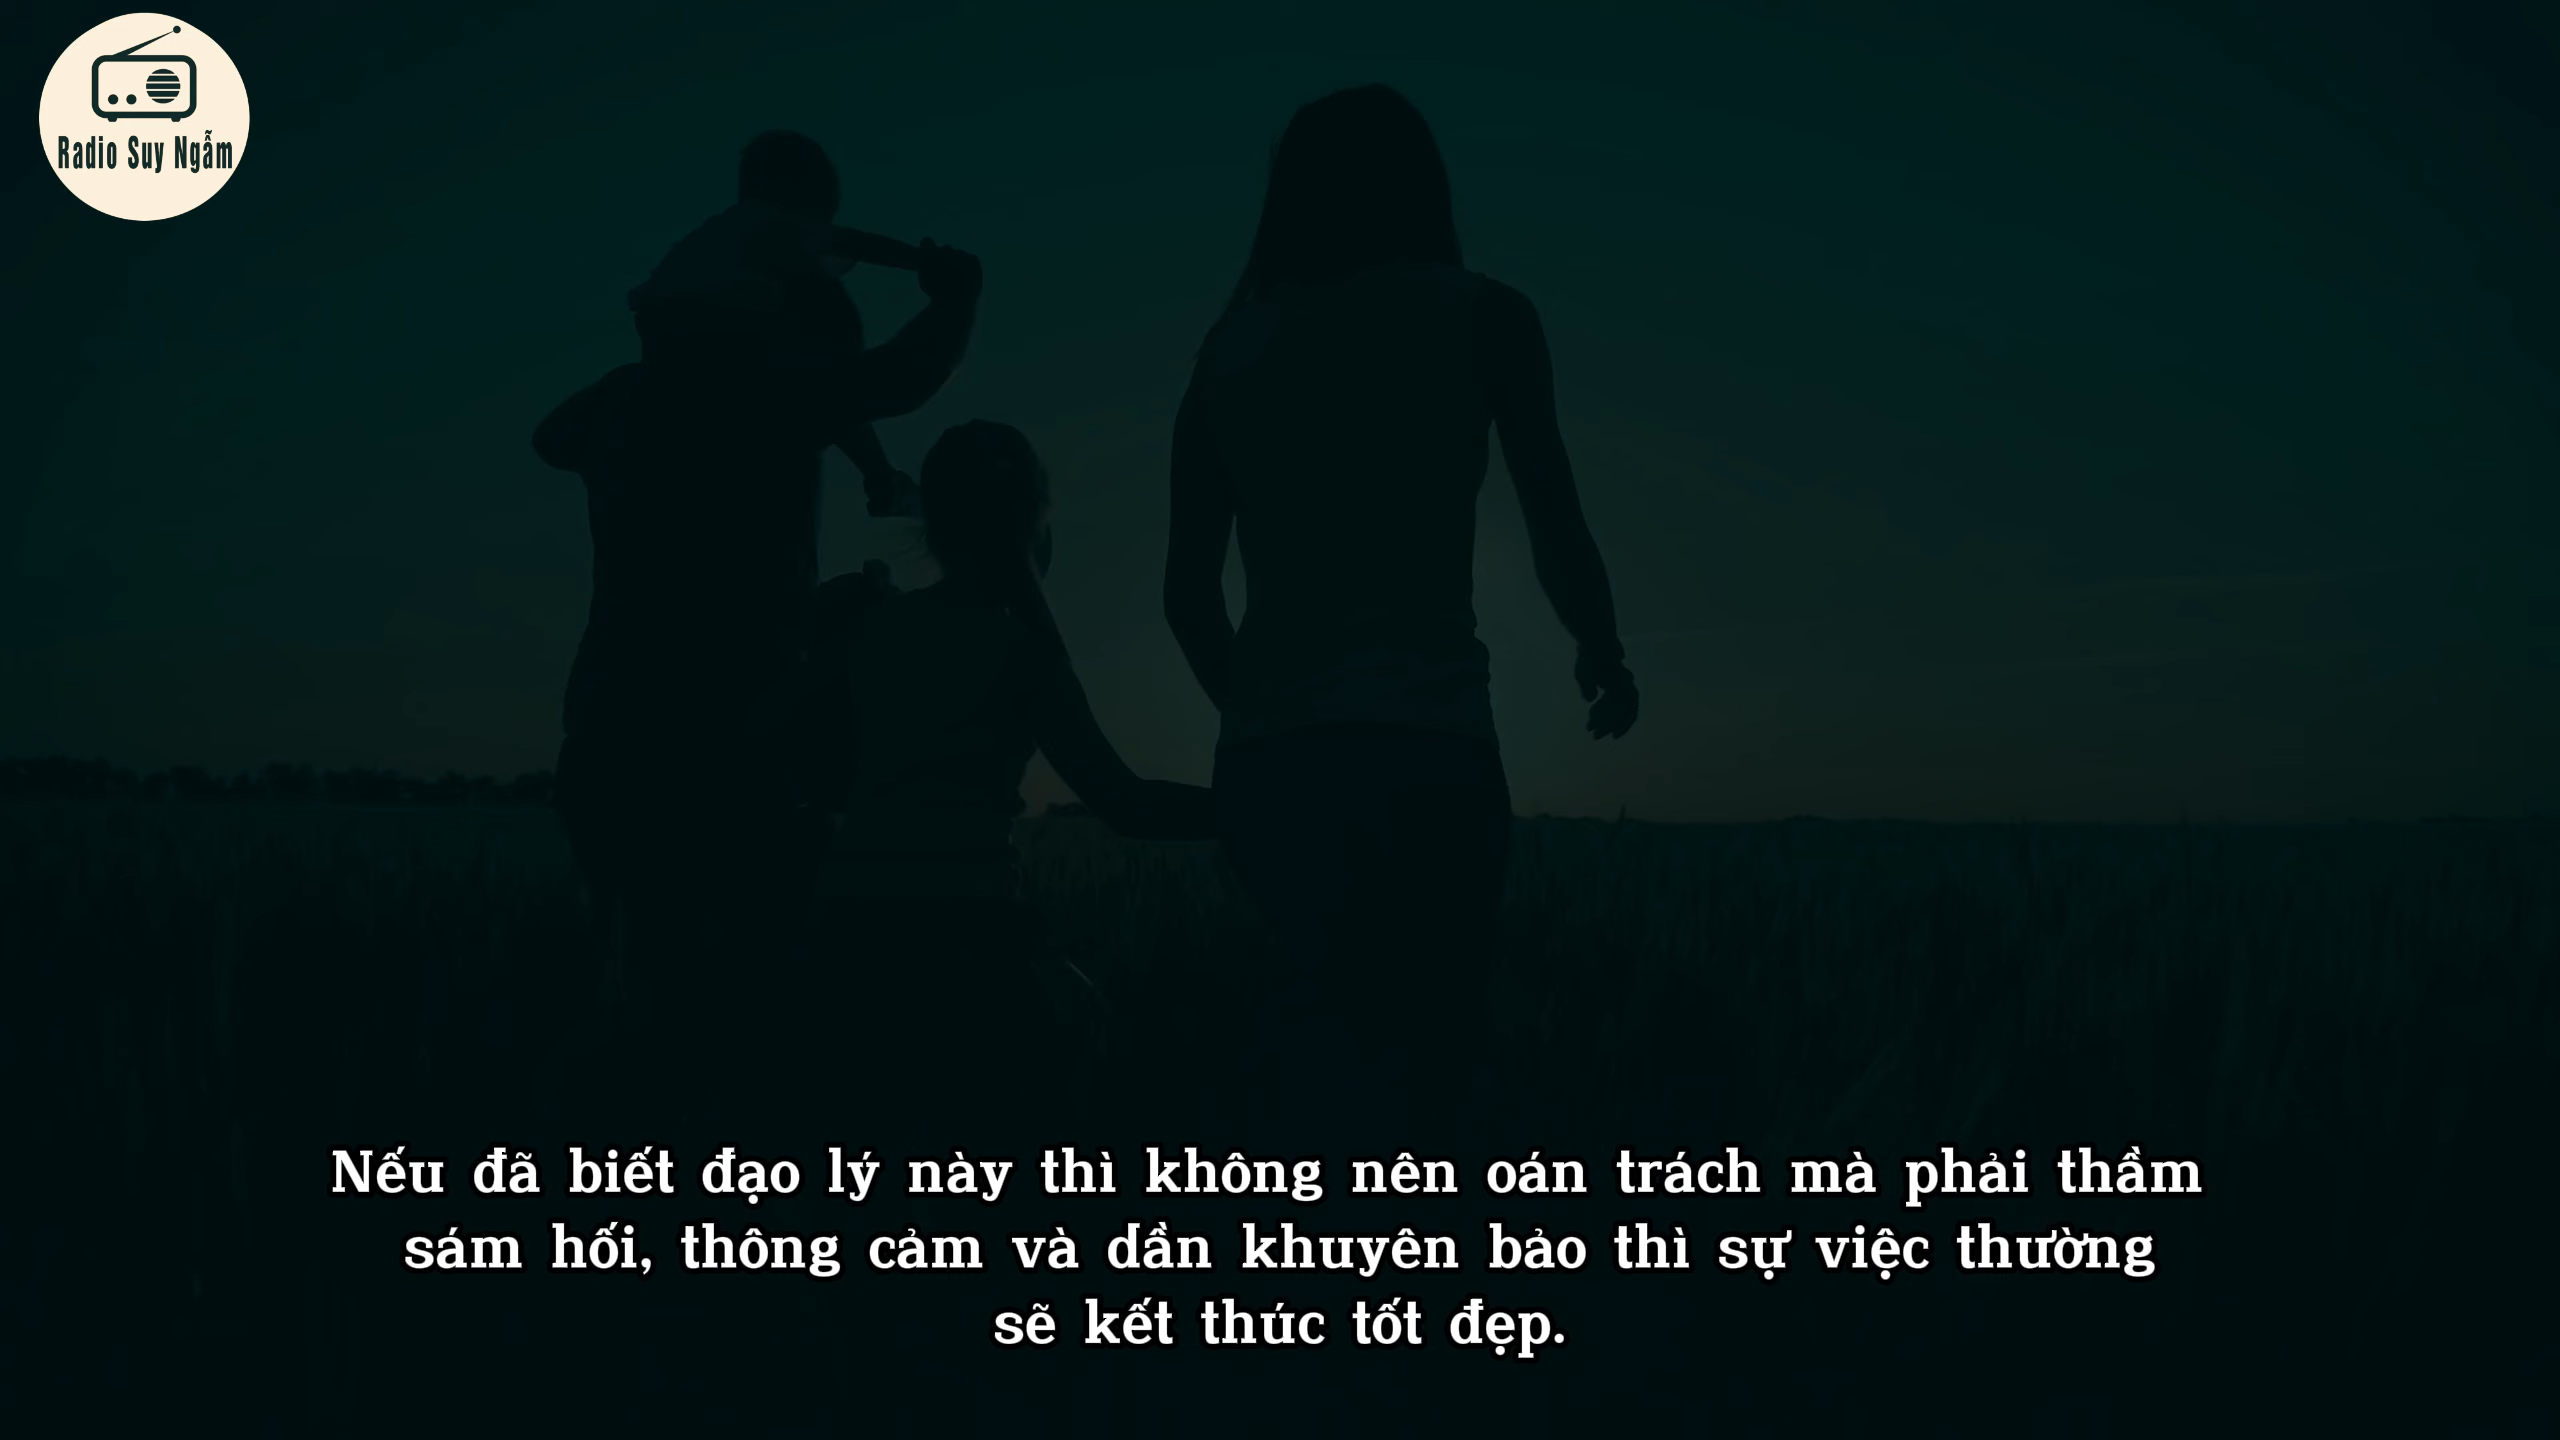 Radio Suy Ngẫm
Nếu đã biết đạo lý này thì không nên oán trách mà phải thầm
sám hối, thông cảm và dần khuyên bảo thì sự việc thường
sẽ kết thúc tốt đẹp.